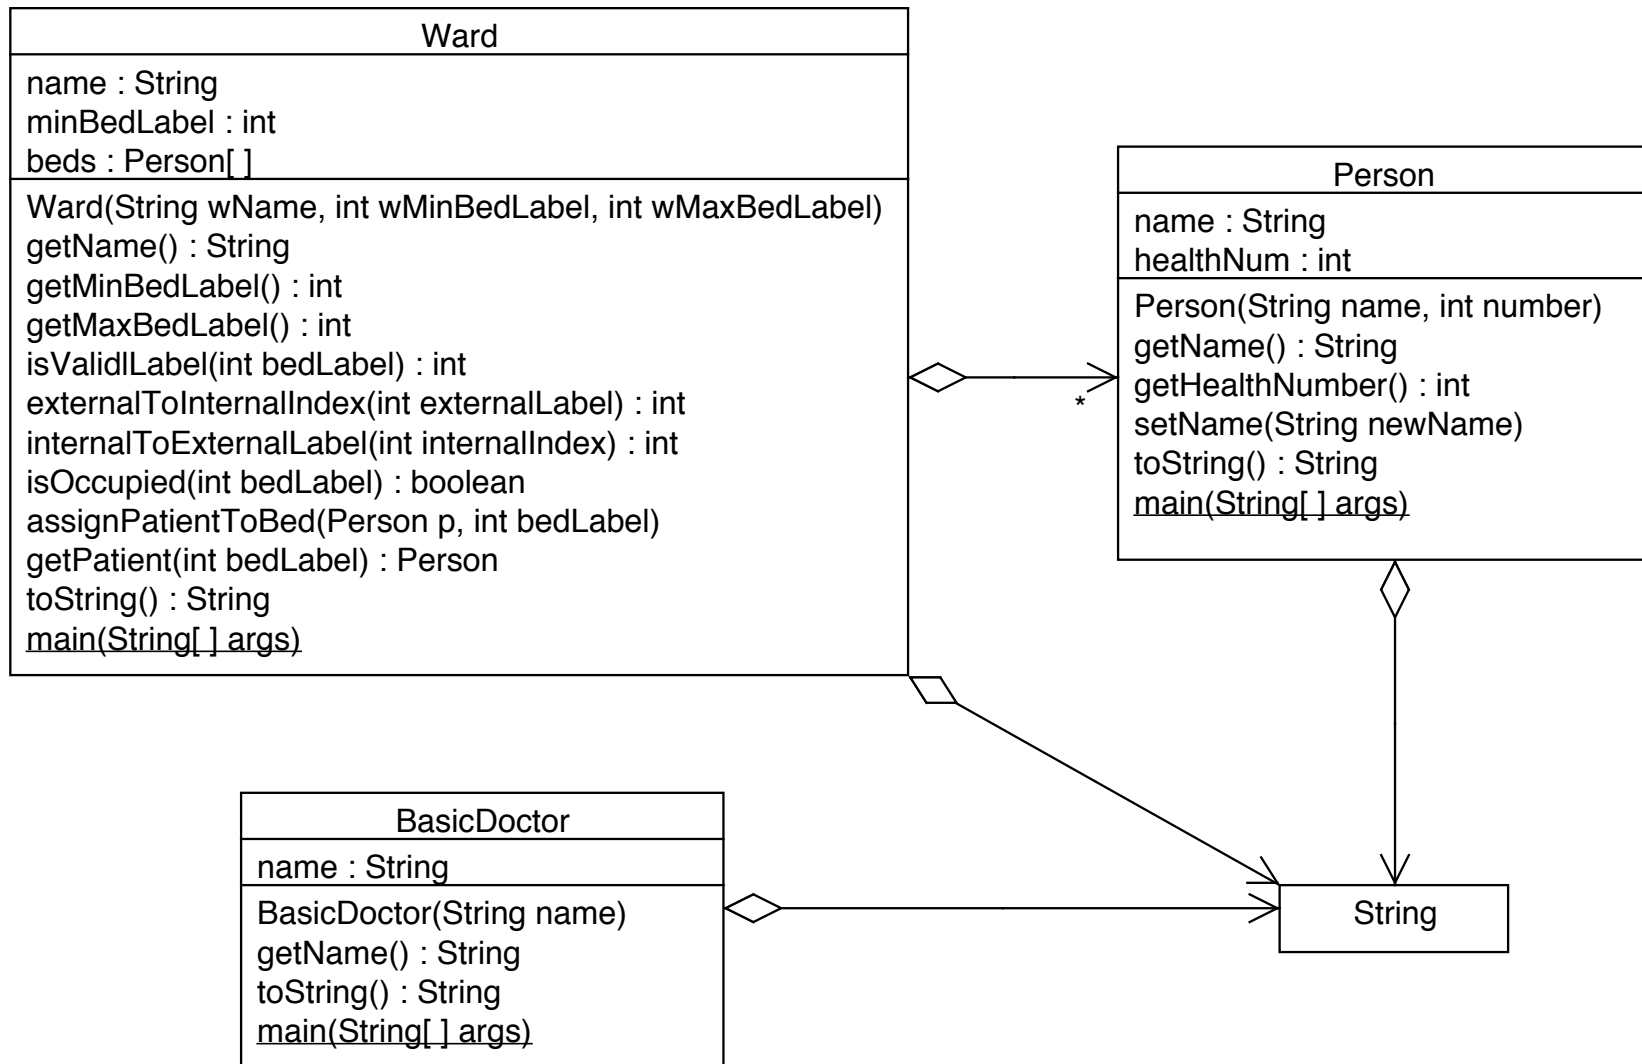 Ward
name : String
minBedLabel : int
beds : Person[ ]
Ward(String wName, int wMinBedLabel, int wMaxBedLabel)
getName() : String
getMinBedLabel() : int
getMaxBedLabel() : int
isValidlLabel(int bedLabel) : int
externalToInternalIndex(int externalLabel) : int
internalToExternalLabel(int internalIndex) : int
isOccupied(int bedLabel) : boolean
assignPatientToBed(Person p, int bedLabel)
getPatient(int bedLabel) : Person
toString() : String
main(String[ ] args)
*
Person
name : String
healthNum : int
Person(String name, int number)
getName() : String
getHealthNumber() : int
setName(String newName)
toString() : String
main(String[ ] args)
BasicDoctor
name : String
BasicDoctor(String name)
getName() : String
toString() : String
main(String[ ] args)
String